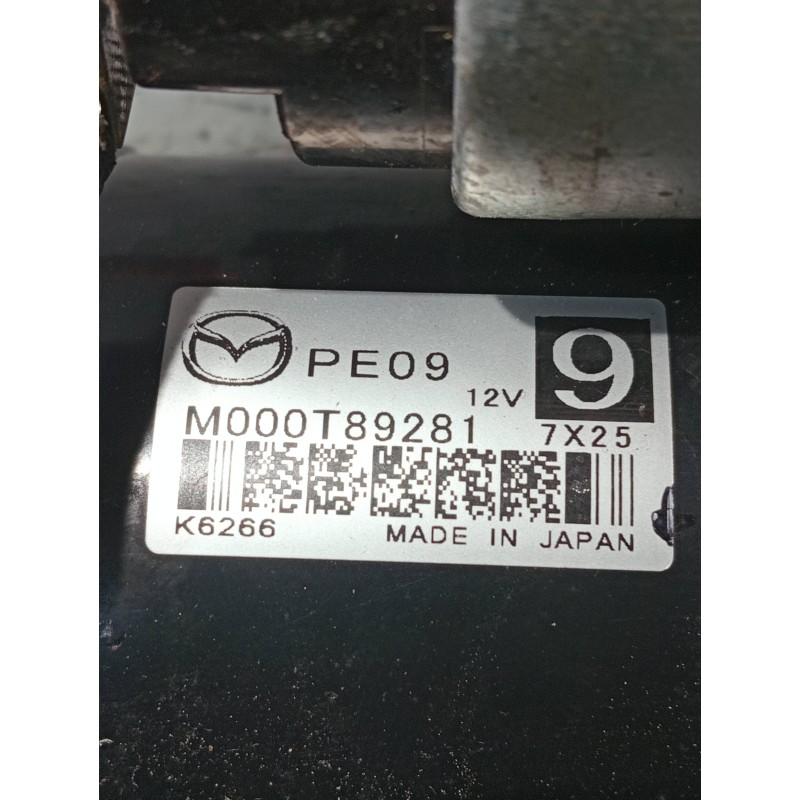 PE09
12V
9
M000T89281
7X25
K6266
MADE IN JAPAN